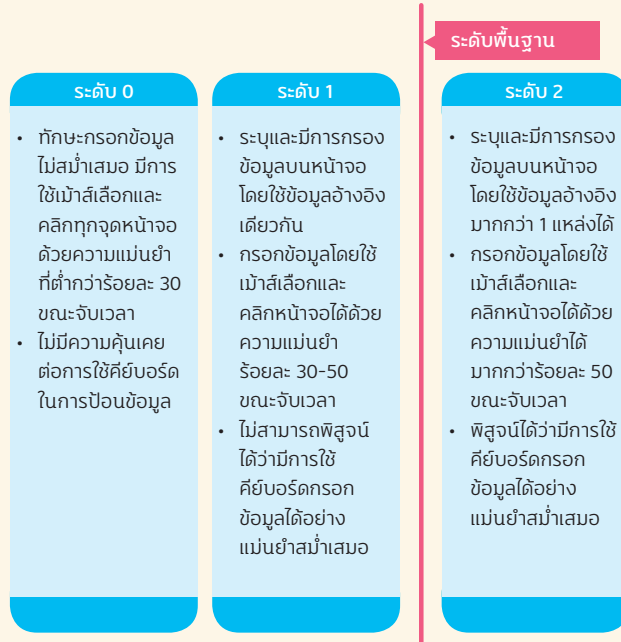 ระดับพื้นฐาน
ระดับ 0
• ทักษะกรอกข้อมูล
ไม่สม่ำเสมอ มีการ
ใช้เม้าส์เลือกและ
คลิกทุกจุดหน้าจอ
ด้วยความแม่นยำ
ที่ต่ำกว่าร้อยละ 30
ขณะจับเวลา
• ไม่มีความคุ้นเคย
ต่อการใช้คีย์บอร์ด
ในการป้อนข้อมูล
ระดับ 1
• ระบุและมีการกรอง
ข้อมูลบนหน้าจอ
โดยใช้ข้อมูลอ้างอิง
เดียวกัน
• กรอกข้อมูลโดยใช้
เม้าส์เลือกและ
คลิกหน้าจอได้ด้วย
ความแม่นยำ
ร้อยละ 30-50
ขณะจับเวลา
• ไม่สามารถพิสูจน์
ได้ว่ามีการใช้
คีย์บอร์ดกรอก
ข้อมูลได้อย่าง
แม่นยำสม่ำเสมอ
ระดับ 2
• ระบุและมีการกรอง
ข้อมูลบนหน้าจอ
โดยใช้ข้อมูลอ้างอิง
มากกว่า 1 แหล่งได้
• กรอกข้อมูลโดยใช้
เม้าส์เลือกและ
คลิกหน้าจอได้ด้วย
ความแม่นยำได้
มากกว่าร้อยละ 50
ขณะจับเวลา
• พิสูจน์ได้ว่ามีการใช้
คีย์บอร์ดกรอก
ข้อมูลได้อย่าง
แม่นยำสม่ำเสมอ